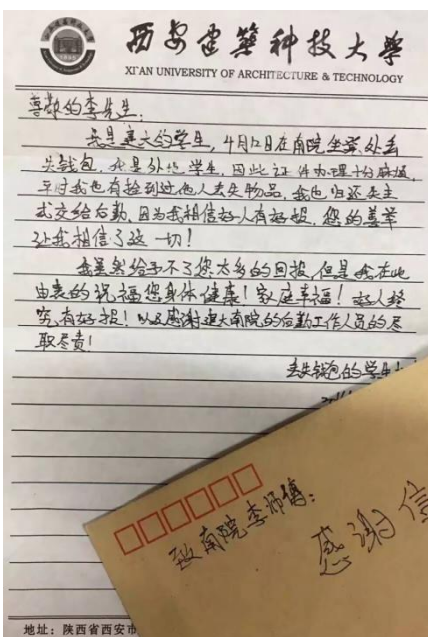 西安建筑科技大学
XI'AN UNIVERSITY OF ARCHITECTURE & TECHNOLOGY
尊敬的李先生：
我是建大的学生，4月12日在南院坐班处丢
失钱包，我是外地学生，因此证件办理十分麻烦，
平时我也有捡到过他人丢失物品，我也归还失主
或交给后勤，因为我相信好人有好报，您的善举
让我相信了这一切！
我虽然给予不了您太多的回报，但是我在此
由衷的祝福您身体健康！家庭幸福！好人终
究有好报！以及感谢建大南院的后勤工作人员的尽
职尽责！
丢失钱包的学生
致南院李师傅：
感谢信
地址：陕西省西安市